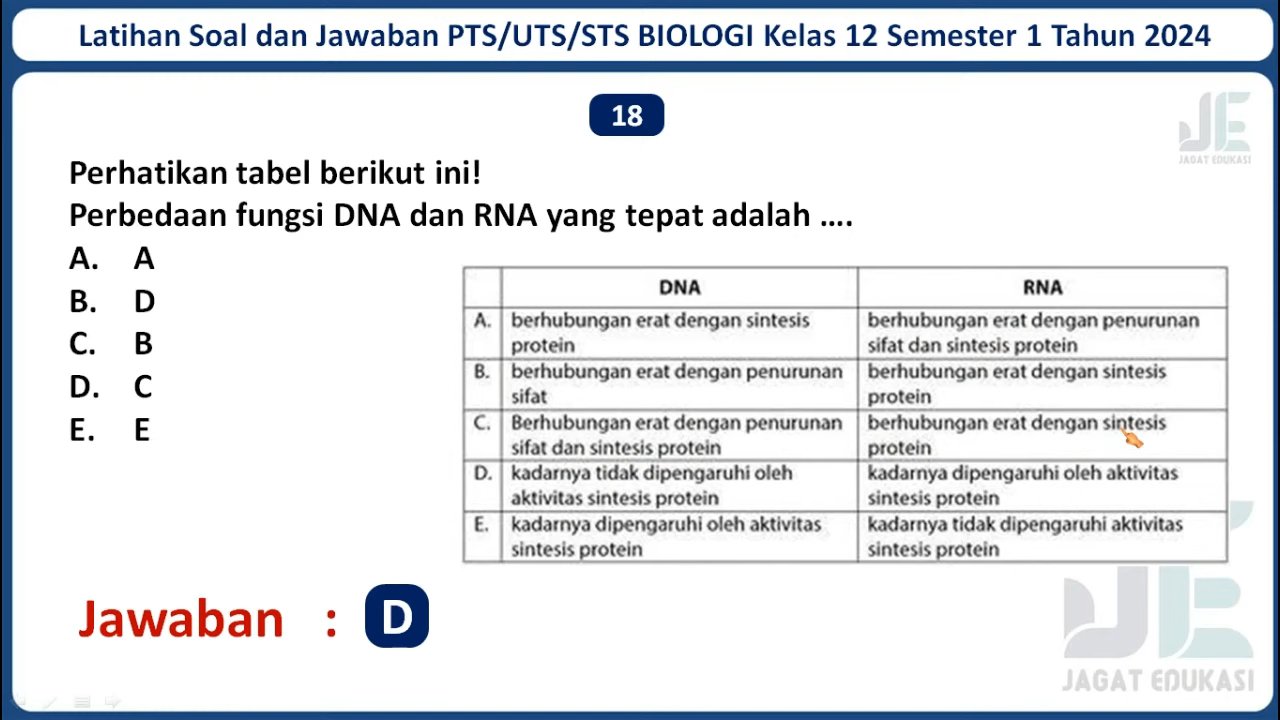 Latihan Soal dan Jawaban PTS/UTS/STS BIOLOGI Kelas 12 Semester 1 Tahun 2024
18
JE
JAGAT EDUKASI
Perhatikan tabel berikut ini!
Perbedaan fungsi DNA dan RNA yang tepat adalah ....
A. A
B. D
C. B
D. C
E. E
DNA RNA
A. berhubungan erat dengan sintesis protein berhubungan erat dengan penurunan sifat dan sintesis protein
B. berhubungan erat dengan penurunan sifat berhubungan erat dengan sintesis protein
C. Berhubungan erat dengan penurunan sifat dan sintesis protein berhubungan erat dengan sintesis protein
D. kadarnya tidak dipengaruhi oleh aktivitas sintesis protein kadarnya dipengaruhi oleh aktivitas sintesis protein
E. kadarnya dipengaruhi oleh aktivitas sintesis protein kadarnya tidak dipengaruhi aktivitas sintesis protein
Jawaban : D
JE
JAGAT EDUKASI